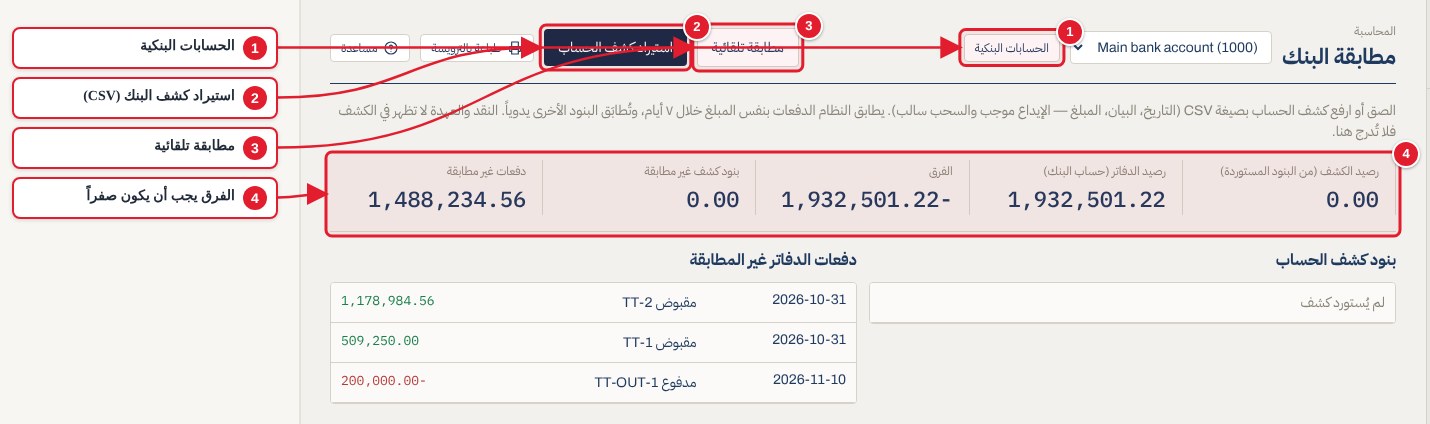 المحاسبة
مطابقة البنك
Main bank account (1000)
1
الحسابات البنكية
3
مطابقة تلقائية
2
استيراد كشف الحساب
طباعة بالترويسة
مساعدة
1 الحسابات البنكية
2 استيراد كشف البنك (CSV)
3 مطابقة تلقائية
4 الفرق يجب أن يكون صفراً
الصق أو ارفع كشف الحساب بصيغة CSV (التاريخ، البيان، المبلغ — الإيداع موجب والسحب سالب). يطابق النظام الدفعات بنفس المبلغ خلال ٧ أيام، وتُطابَق البنود الأخرى يدوياً. النقد والعهدة لا تظهر في الكشف
فلا تُدرج هنا.
4
رصيد الكشف (من البنود المستوردة)
0.00
رصيد الدفاتر (حساب البنك)
1,932,501.22
الفرق
1,932,501.22-
بنود كشف غير مطابقة
0.00
دفعات غير مطابقة
1,488,234.56
بنود كشف الحساب
لم يُستورد كشف
دفعات الدفاتر غير المطابقة
2026-10-31 مقبوض TT-2 1,178,984.56
2026-10-31 مقبوض TT-1 509,250.00
2026-11-10 مدفوع TT-OUT-1 200,000.00-